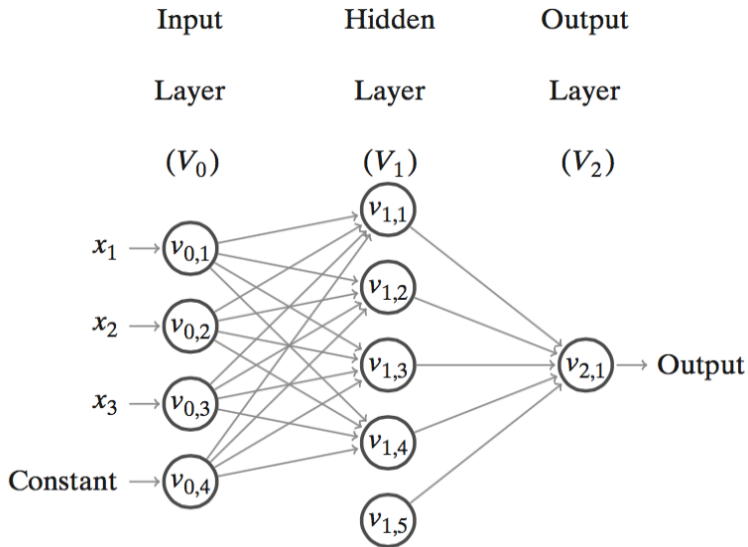 Input Hidden Output
Layer Layer Layer
(V₀) (V₁) (V₂)
v₁,₁
x₁ v₀,₁
v₁,₂
x₂ v₀,₂
v₁,₃ v₂,₁ Output
x₃ v₀,₃
v₁,₄
Constant v₀,₄
v₁,₅